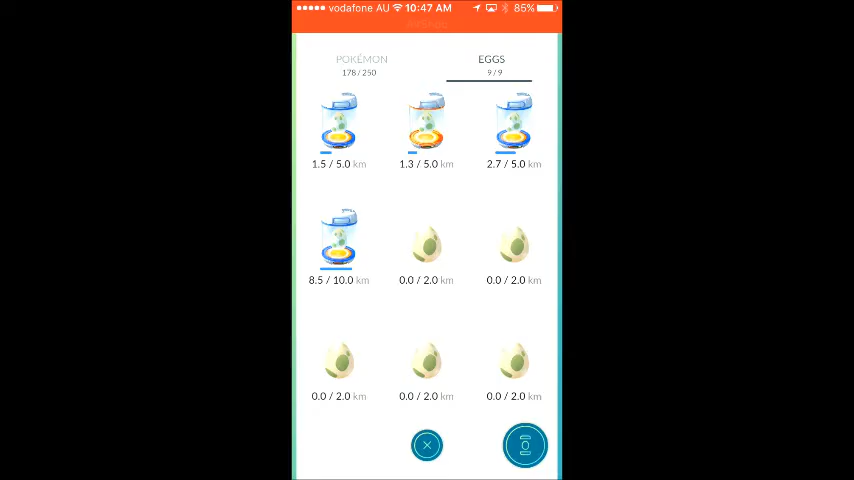 vodafone AU 10:47 AM 85%
POKÉMON EGGS
178 / 250 9 / 9
1.5 / 5.0 km 1.3 / 5.0 km 2.7 / 5.0 km
8.5 / 10.0 km 0.0 / 2.0 km 0.0 / 2.0 km
0.0 / 2.0 km 0.0 / 2.0 km 0.0 / 2.0 km